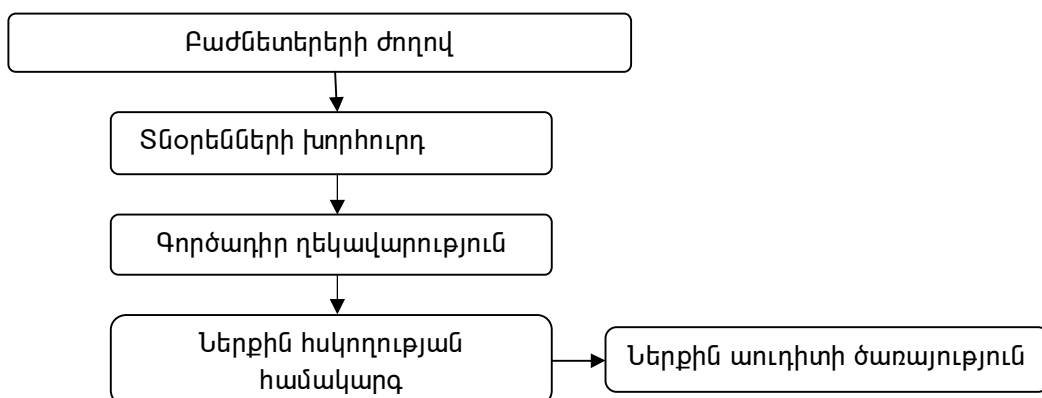 Բաժնետերերի ժողով
Տնօրենների խորհուրդ
Գործադիր ղեկավարություն
Ներքին հսկողության
համակարգ
Ներքին աուդիտի ծառայություն